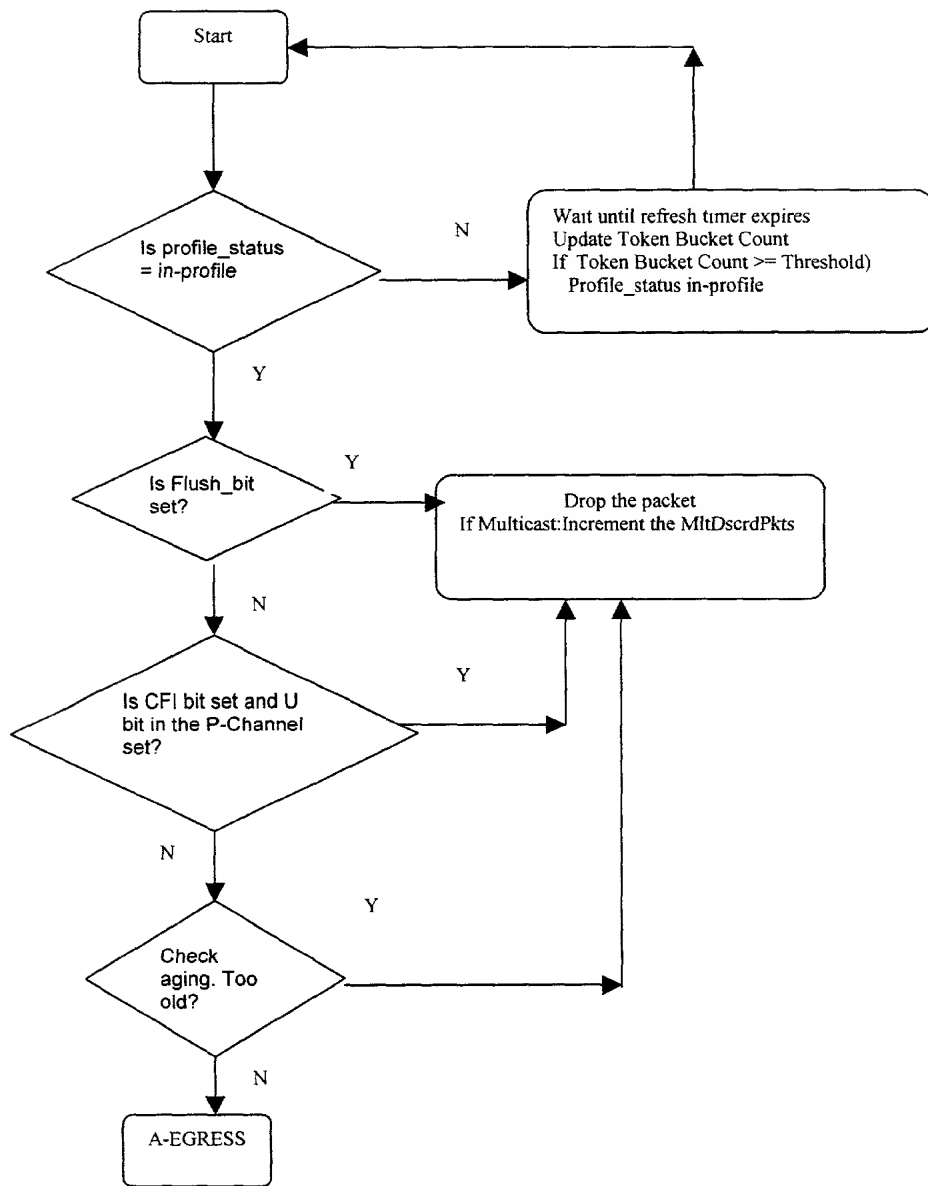 Start
Is profile_status
= in-profile
N
Wait until refresh timer expires
Update Token Bucket Count
If Token Bucket Count >= Threshold)
Profile_status in-profile
Y
Is Flush_bit
set?
Y
Drop the packet
If Multicast:Increment the MltDscrdPkts
N
Is CFI bit set and U
bit in the P-Channel
set?
Y
N
Check
aging. Too
old?
Y
N
A-EGRESS